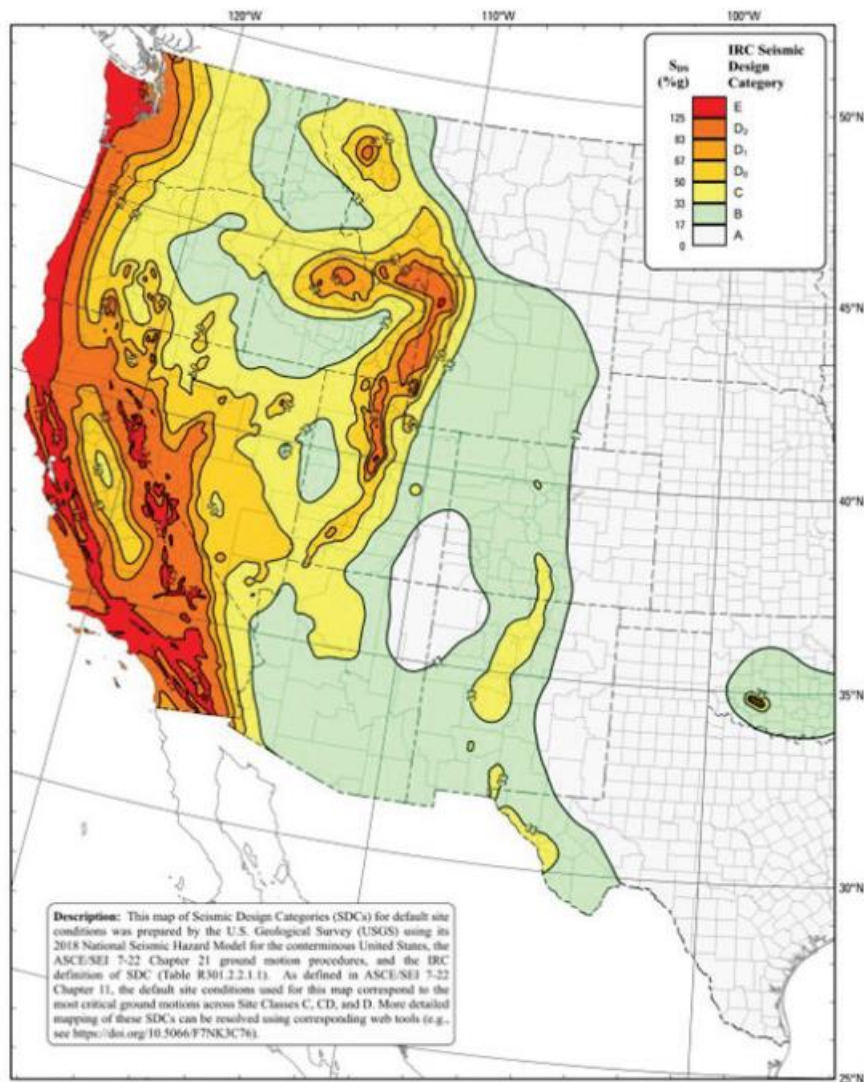 120°W
110°W
100°W
S_DS
(%g)
IRC Seismic
Design
Category
125
83
67
50
33
17
0
E
D₂
D₁
D₀
C
B
A
50°N
45°N
40°N
35°N
30°N
25°N
Description: This map of Seismic Design Categories (SDCs) for default site
conditions was prepared by the U.S. Geological Survey (USGS) using its
2018 National Seismic Hazard Model for the conterminous United States, the
ASCE/SEI 7-22 Chapter 21 ground motion procedures, and the IRC
definition of SDC (Table R301.2.2.1.1). As defined in ASCE/SEI 7-22
Chapter 11, the default site conditions used for this map correspond to the
most critical ground motions across Site Classes C, CD, and D. More detailed
mapping of these SDCs can be resolved using corresponding web tools (e.g.,
see https://doi.org/10.5066/F7NK3C76).